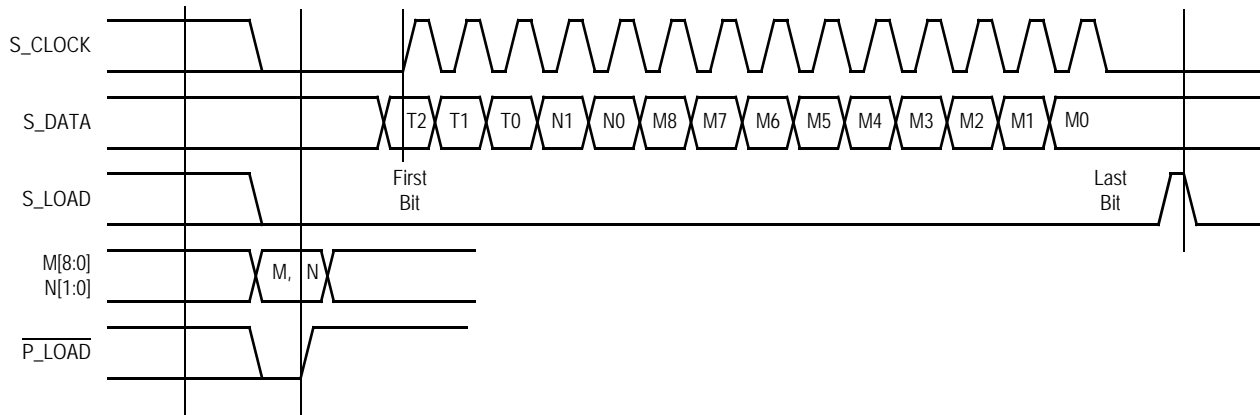 S_CLOCK
S_DATA
T2 T1 T0 N1 N0 M8 M7 M6 M5 M4 M3 M2 M1 M0
First
Bit
Last
Bit
S_LOAD
M[8:0]
N[1:0]
M, N
P_LOAD